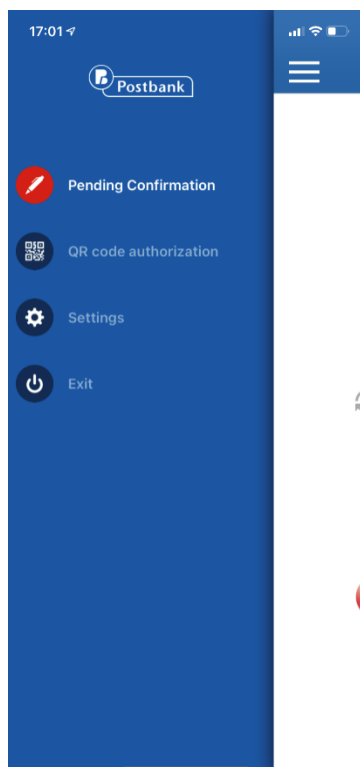 17:01
Postbank
Pending Confirmation
QR code authorization
Settings
Exit